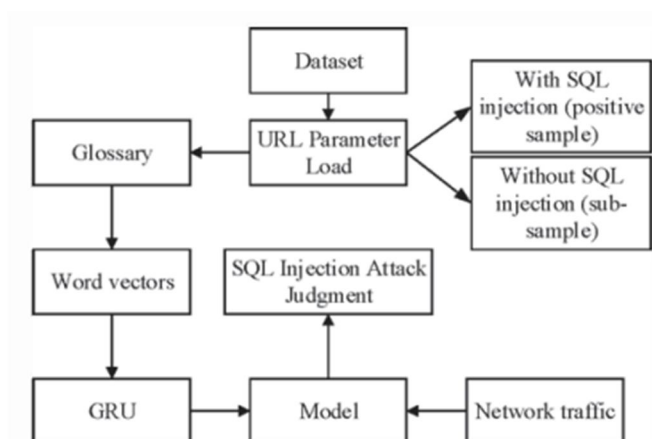 Dataset
With SQL
injection (positive
sample)
Glossary
URL Parameter
Load
Without SQL
injection (sub-
sample)
Word vectors
SQL Injection Attack
Judgment
GRU
Model
Network traffic